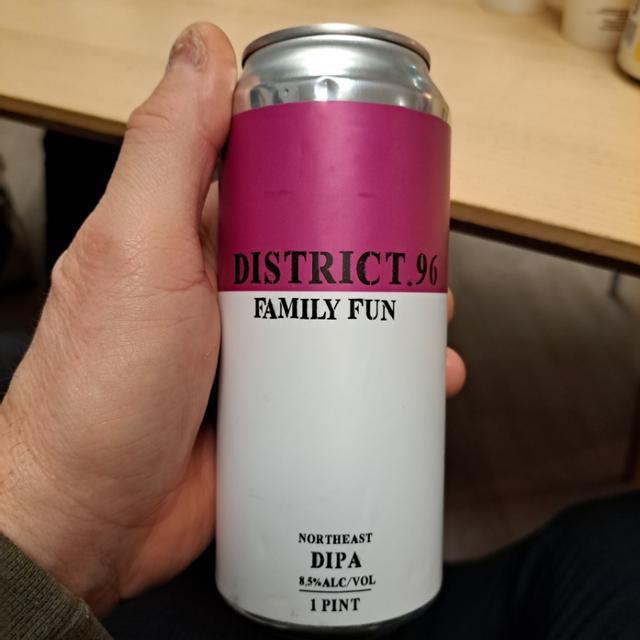 DISTRICT.96
FAMILY FUN
NORTHEAST
DIPA
8.5%ALC/VOL
1 PINT